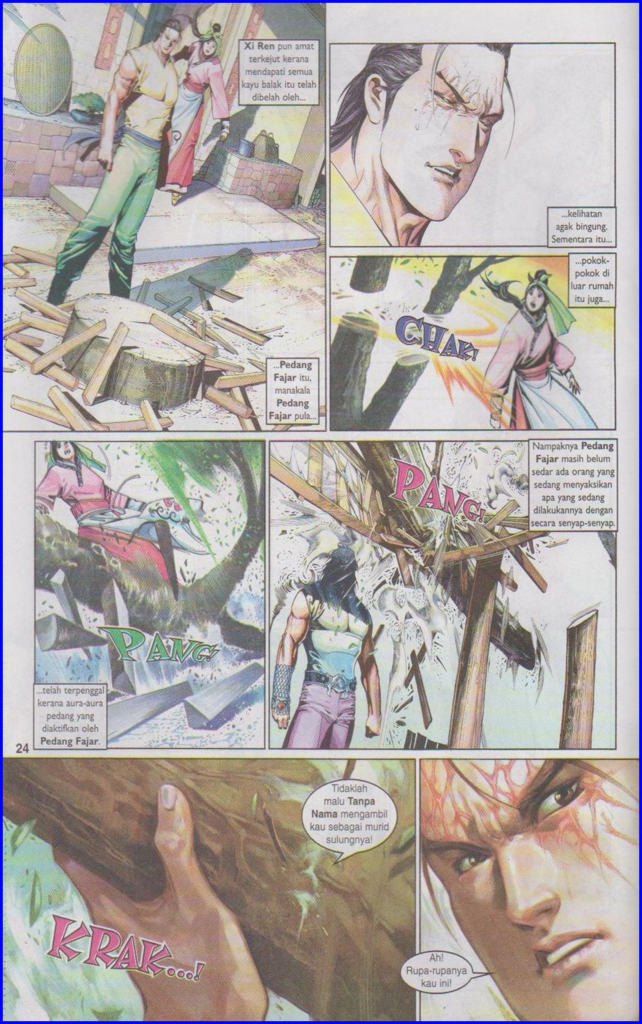 Xi Ren pun amat
terkejut kerana
mendapati semua
kayu balak itu telah
dibelah oleh...
...Pedang
Fajar itu,
manakala
Pedang
Fajar pula...
...kelihatan
agak bingung.
Sementara itu...
...pokok-
pokok di
luar rumah
itu juga...
CHAK!
...telah terpenggal
kerana aura-aura
pedang yang
diaktifkan oleh
Pedang Fajar.
PANG!
Nampaknya Pedang
Fajar masih belum
sedar ada orang yang
sedang menyaksikan
apa yang sedang
dilakukannya dengan
secara senyap-senyap.
PANG!
24
Tidaklah
malu Tanpa
Nama mengambil
kau sebagai murid
sulungnya!
KRAK...!
Ah!
Rupa-rupanya
kau ini!